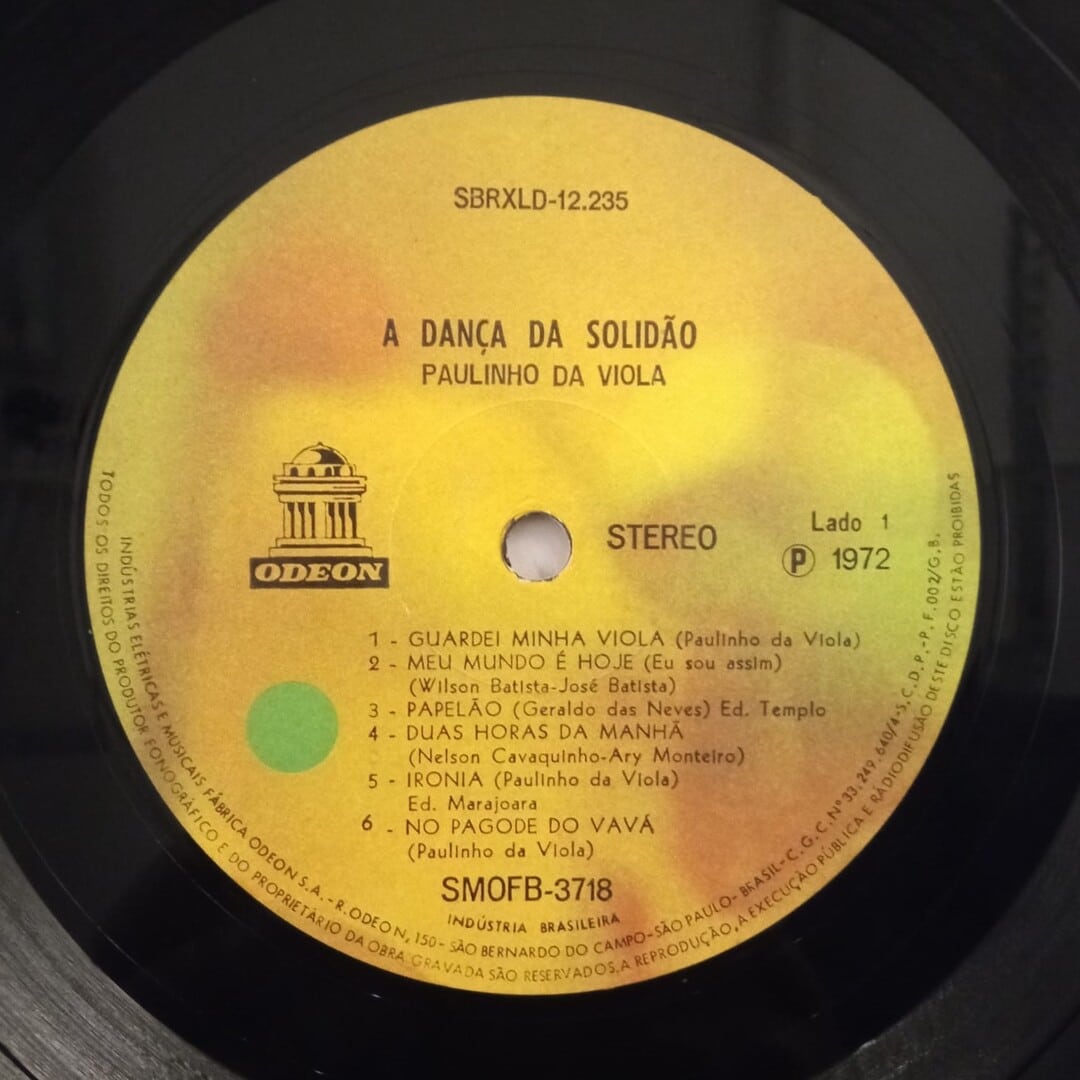 SBRXLD-12.235
A DANÇA DA SOLIDÃO
PAULINHO DA VIOLA
ODEON
STEREO
Lado 1
Ⓟ 1972
1 - GUARDEI MINHA VIOLA (Paulinho da Viola)
2 - MEU MUNDO É HOJE (Eu sou assim)
(Wilson Batista-José Batista)
3 - PAPELÃO (Geraldo das Neves) Ed. Templo
4 - DUAS HORAS DA MANHÃ
(Nelson Cavaquinho-Ary Monteiro)
5 - IRONIA (Paulinho da Viola)
Ed. Marajoara
6 - NO PAGODE DO VAVÁ
(Paulinho da Viola)
SMOFB-3718
INDÚSTRIA BRASILEIRA
INDÚSTRIAS ELÉTRICAS E MUSICAIS FÁBRICA ODEON S.A. - R. ODEON, 150 - SÃO BERNARDO DO CAMPO-SÃO PAULO-BRASIL-C.G.C. Nº 33.249.640/4-S.C.D.P.-P.F. 002/G.B.
TODOS OS DIREITOS DO PRODUTOR FONOGRÁFICO E DO PROPRIETÁRIO DA OBRA GRAVADA SÃO RESERVADOS. A REPRODUÇÃO, A EXECUÇÃO PÚBLICA E RÁDIODIFUSÃO DESTE DISCO ESTÃO PROIBIDAS